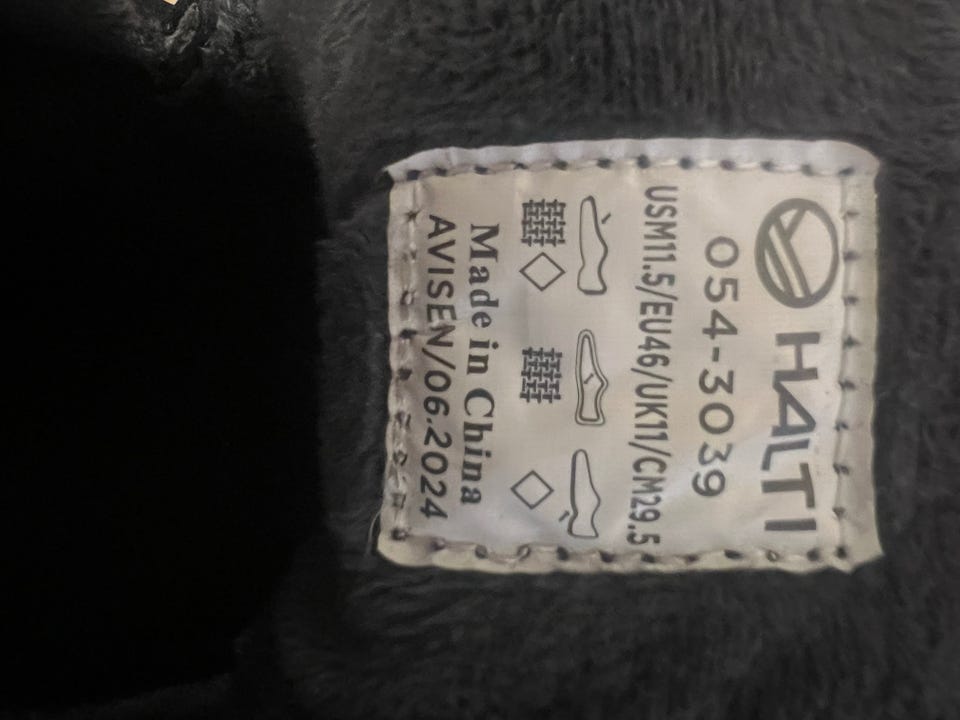 HALTI
054-3039
USM11.5/EU46/UK11/CM29.5
Made in China
AVISEN/06.2024